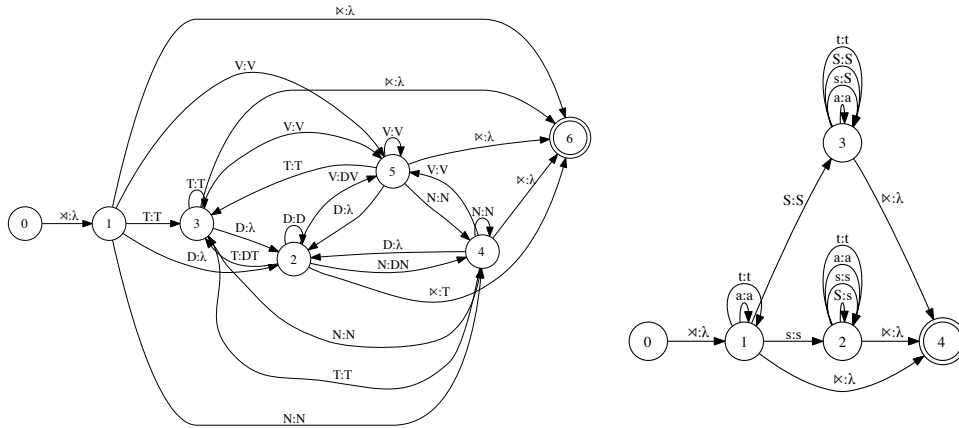 ⋉:λ
V:V
⋉:λ
V:V
V:V
⋉:λ
6
T:T
5
V:V
T:T
V:DV
N:N
⋉:λ
D:λ
N:N
D:D
0
⋊:λ
1
T:T
3
D:λ
D:λ
4
2
T:DT
D:λ
N:DN
⋉:T
N:N
T:T
N:N
t:t
S:S
s:S
a:a
3
S:S
⋉:λ
t:t
a:a
s:s
S:s
t:t
a:a
0
⋊:λ
1
s:s
2
⋉:λ
4
⋉:λ